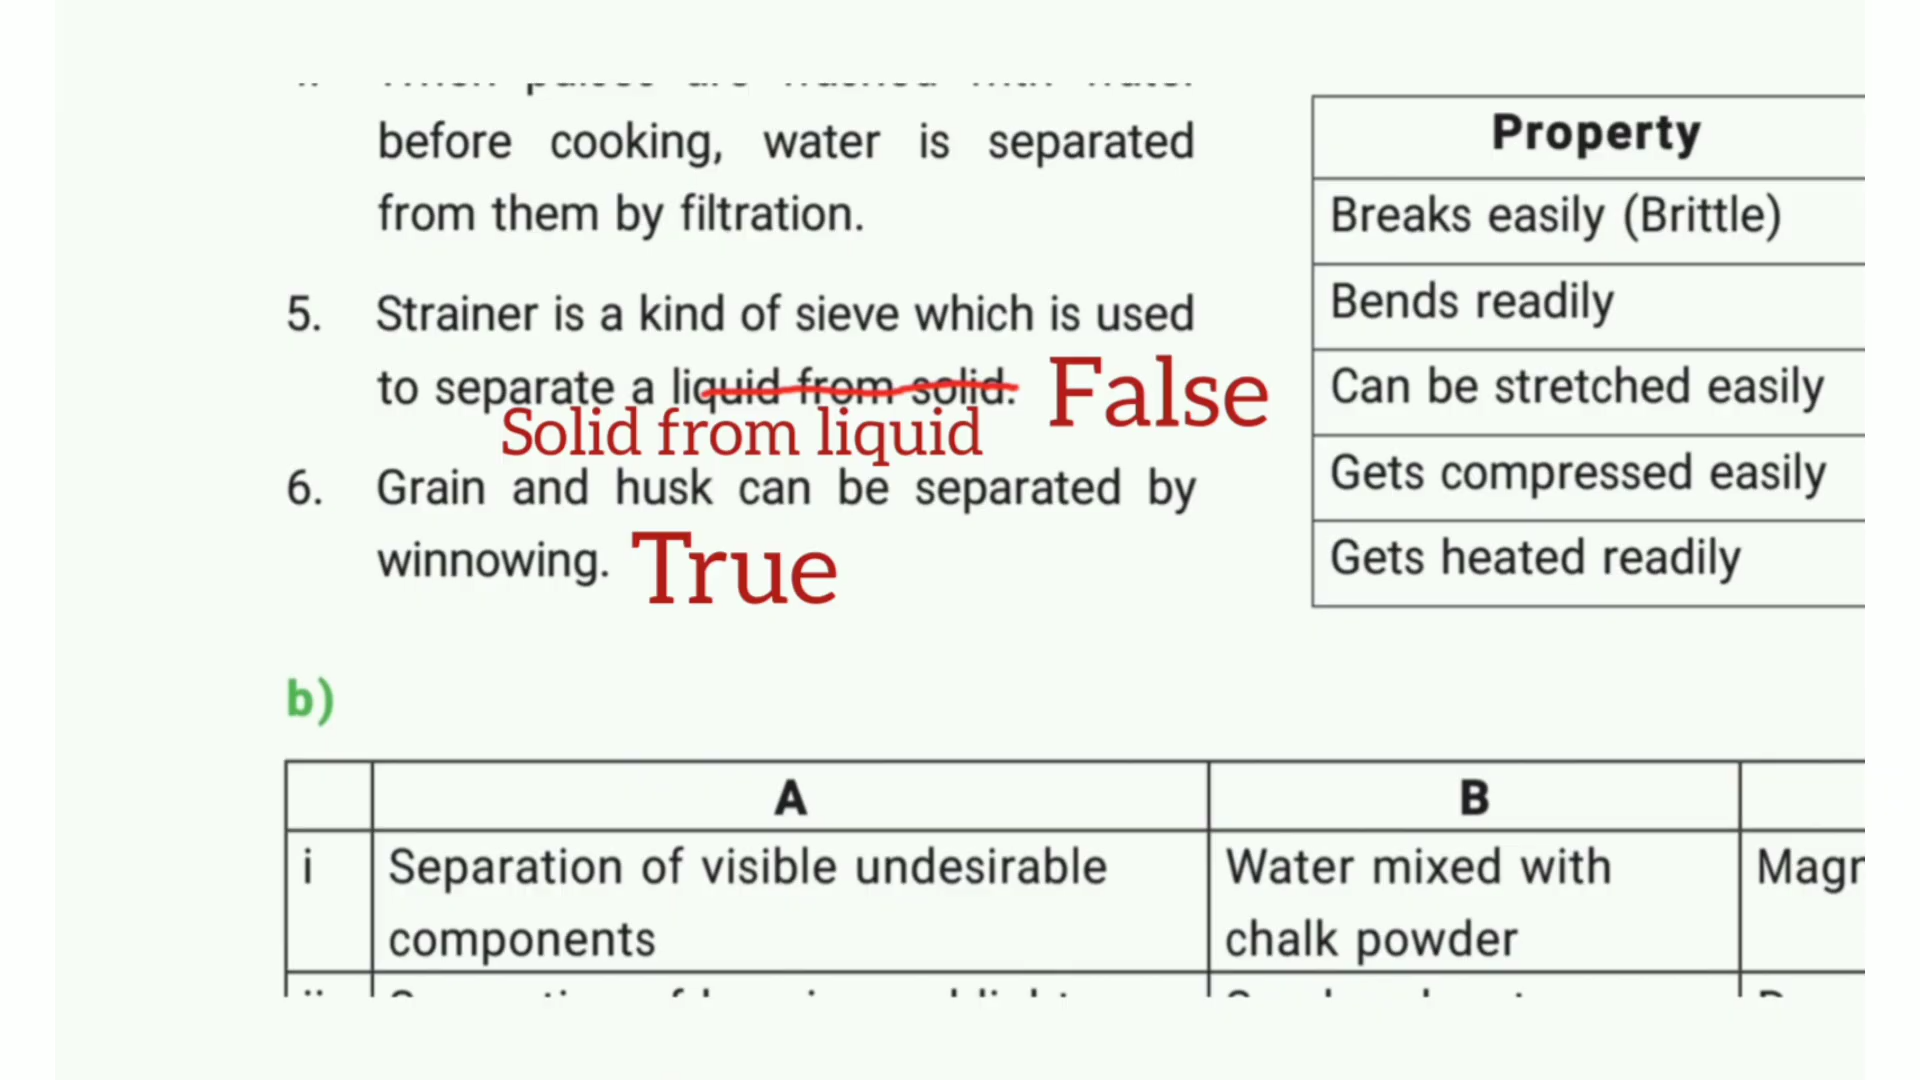 before cooking, water is separated
from them by filtration.
5. Strainer is a kind of sieve which is used
to separate a liquid from solid. False
Solid from liquid
6. Grain and husk can be separated by
winnowing. True
Property
Breaks easily (Brittle)
Bends readily
Can be stretched easily
Gets compressed easily
Gets heated readily
b)
A B
i Separation of visible undesirable Water mixed with
components chalk powder